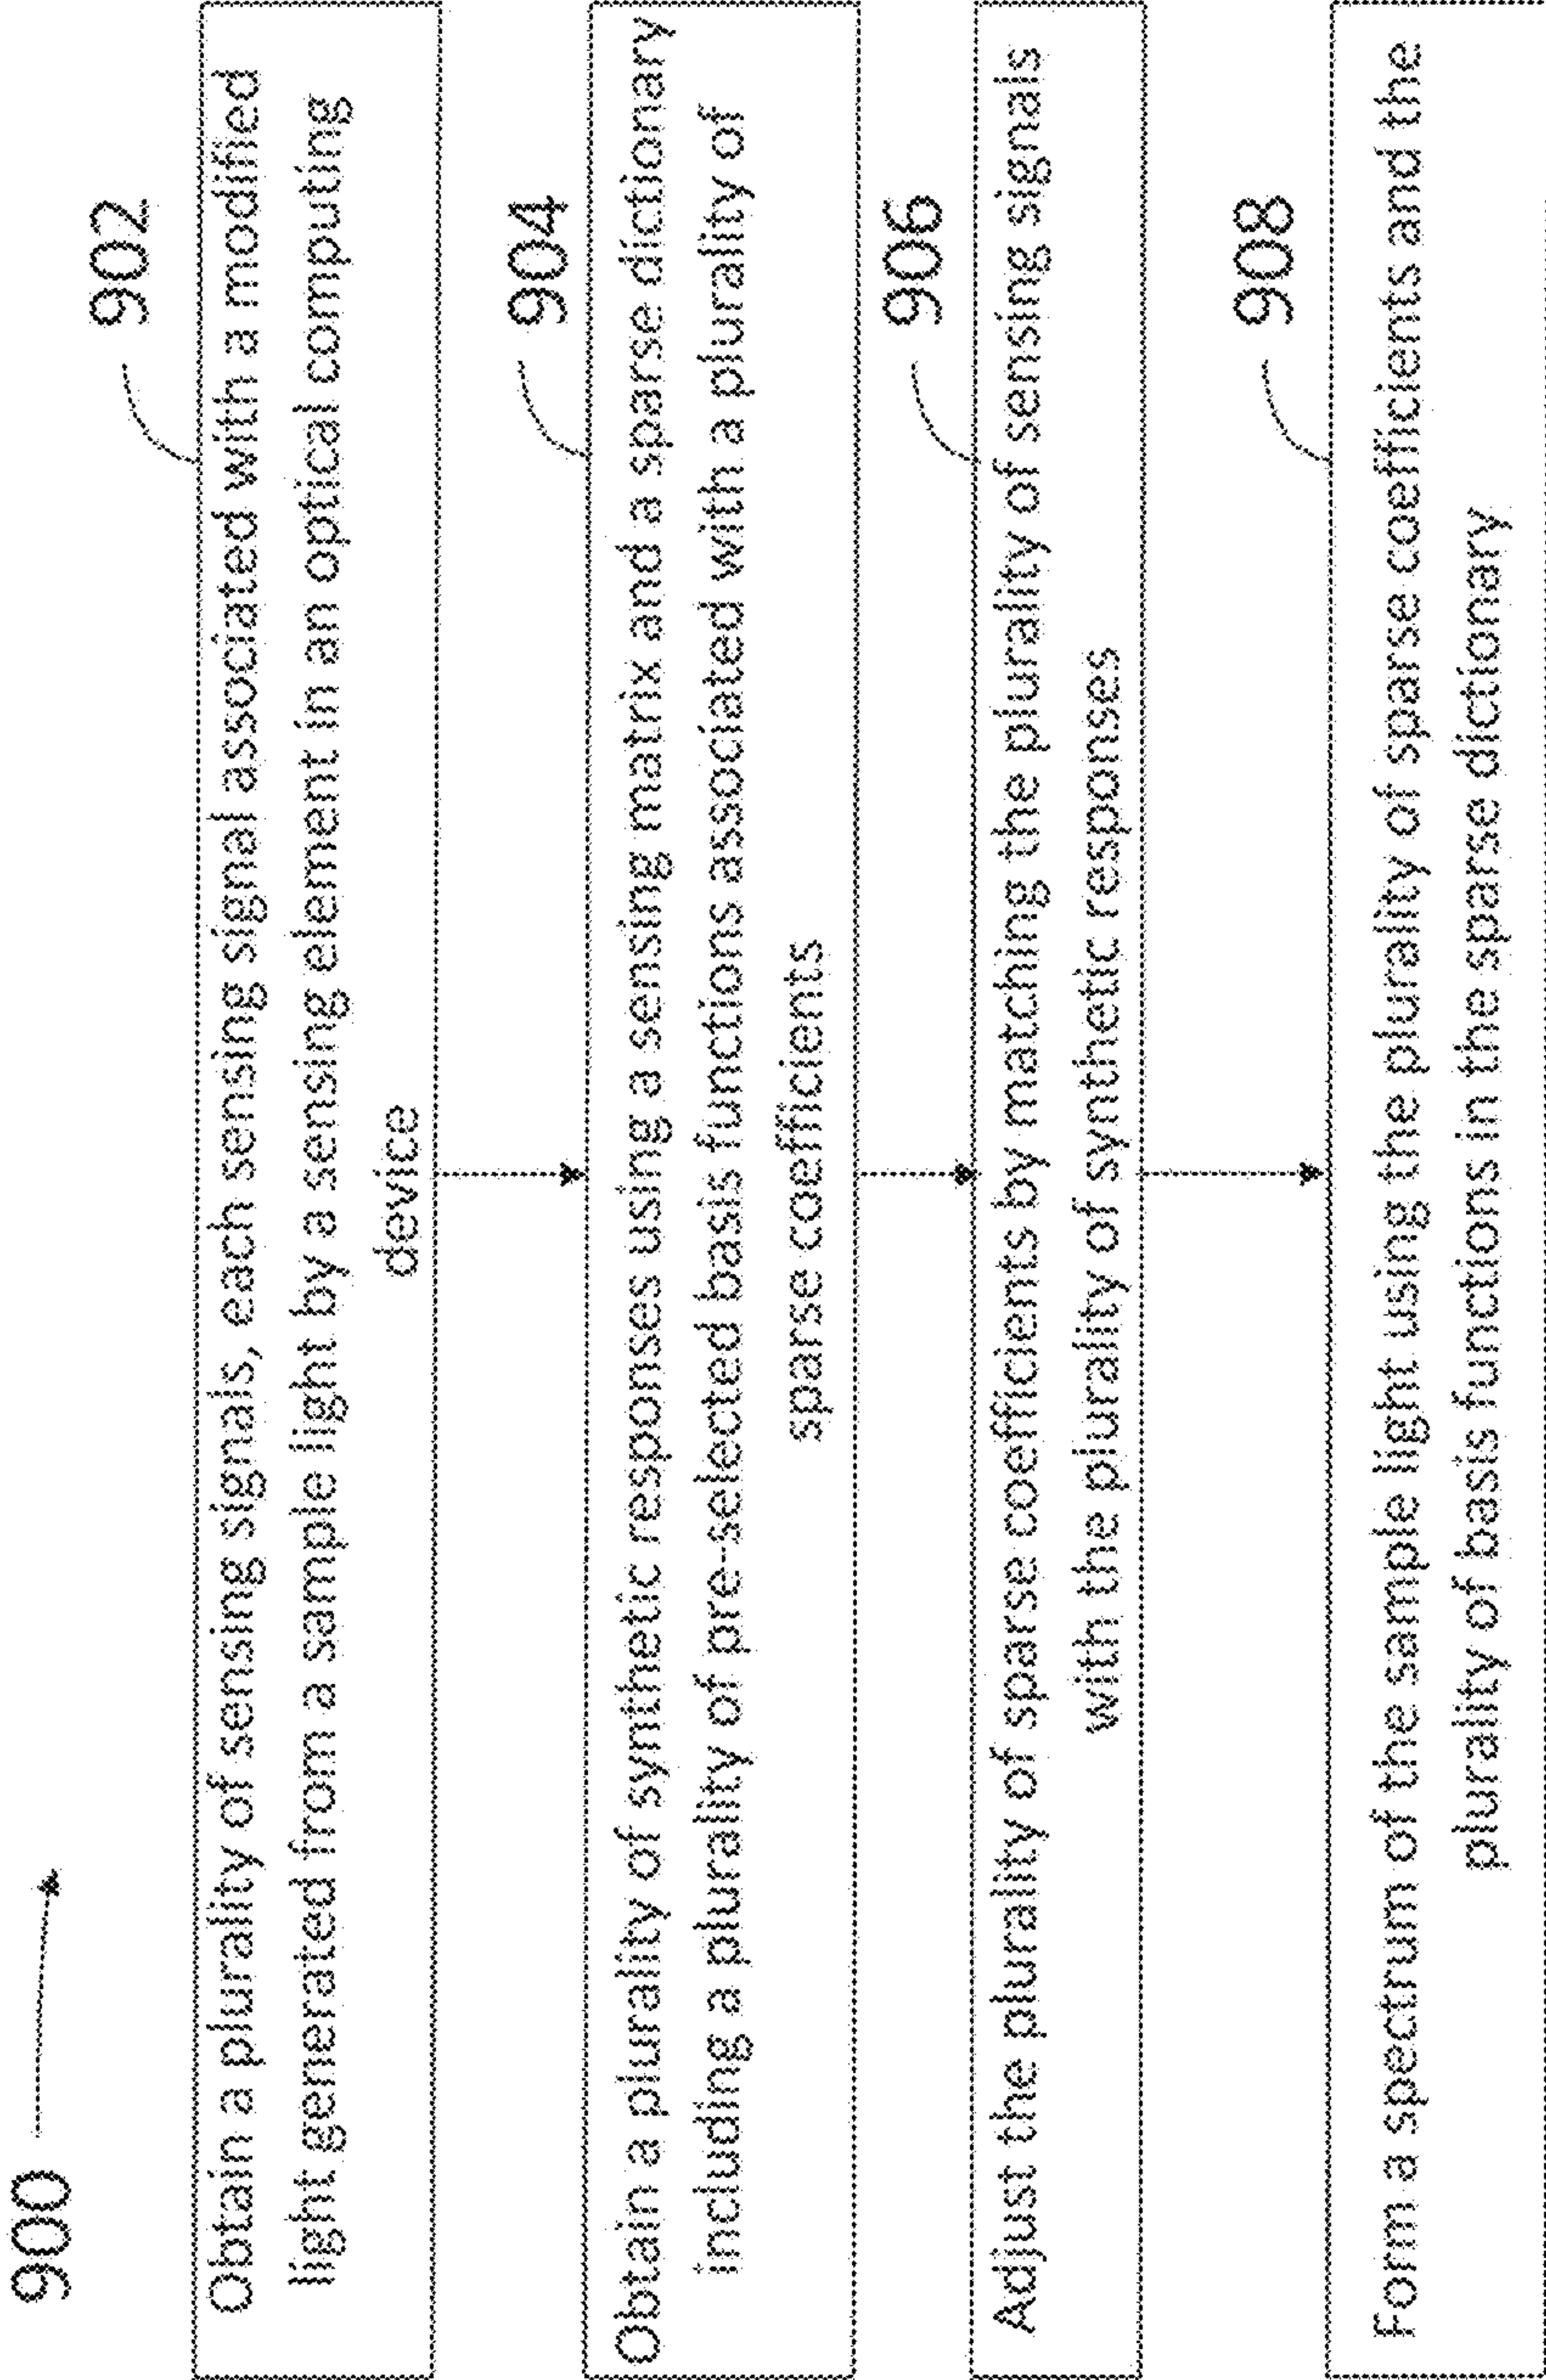 900
902
Obtain a plurality of sensing signals, each sensing signal associated with a modified
light generated from a sample light by a sensing element in an optical computing
device
904
Obtain a plurality of synthetic responses using a sensing matrix and a sparse dictionary
including a plurality of pre-selected basis functions associated with a plurality of
sparse coefficients
906
Adjust the plurality of sparse coefficients by matching the plurality of sensing signals
with the plurality of synthetic responses
908
Form a spectrum of the sample light using the plurality of sparse coefficients and the
plurality of basis functions in the sparse dictionary